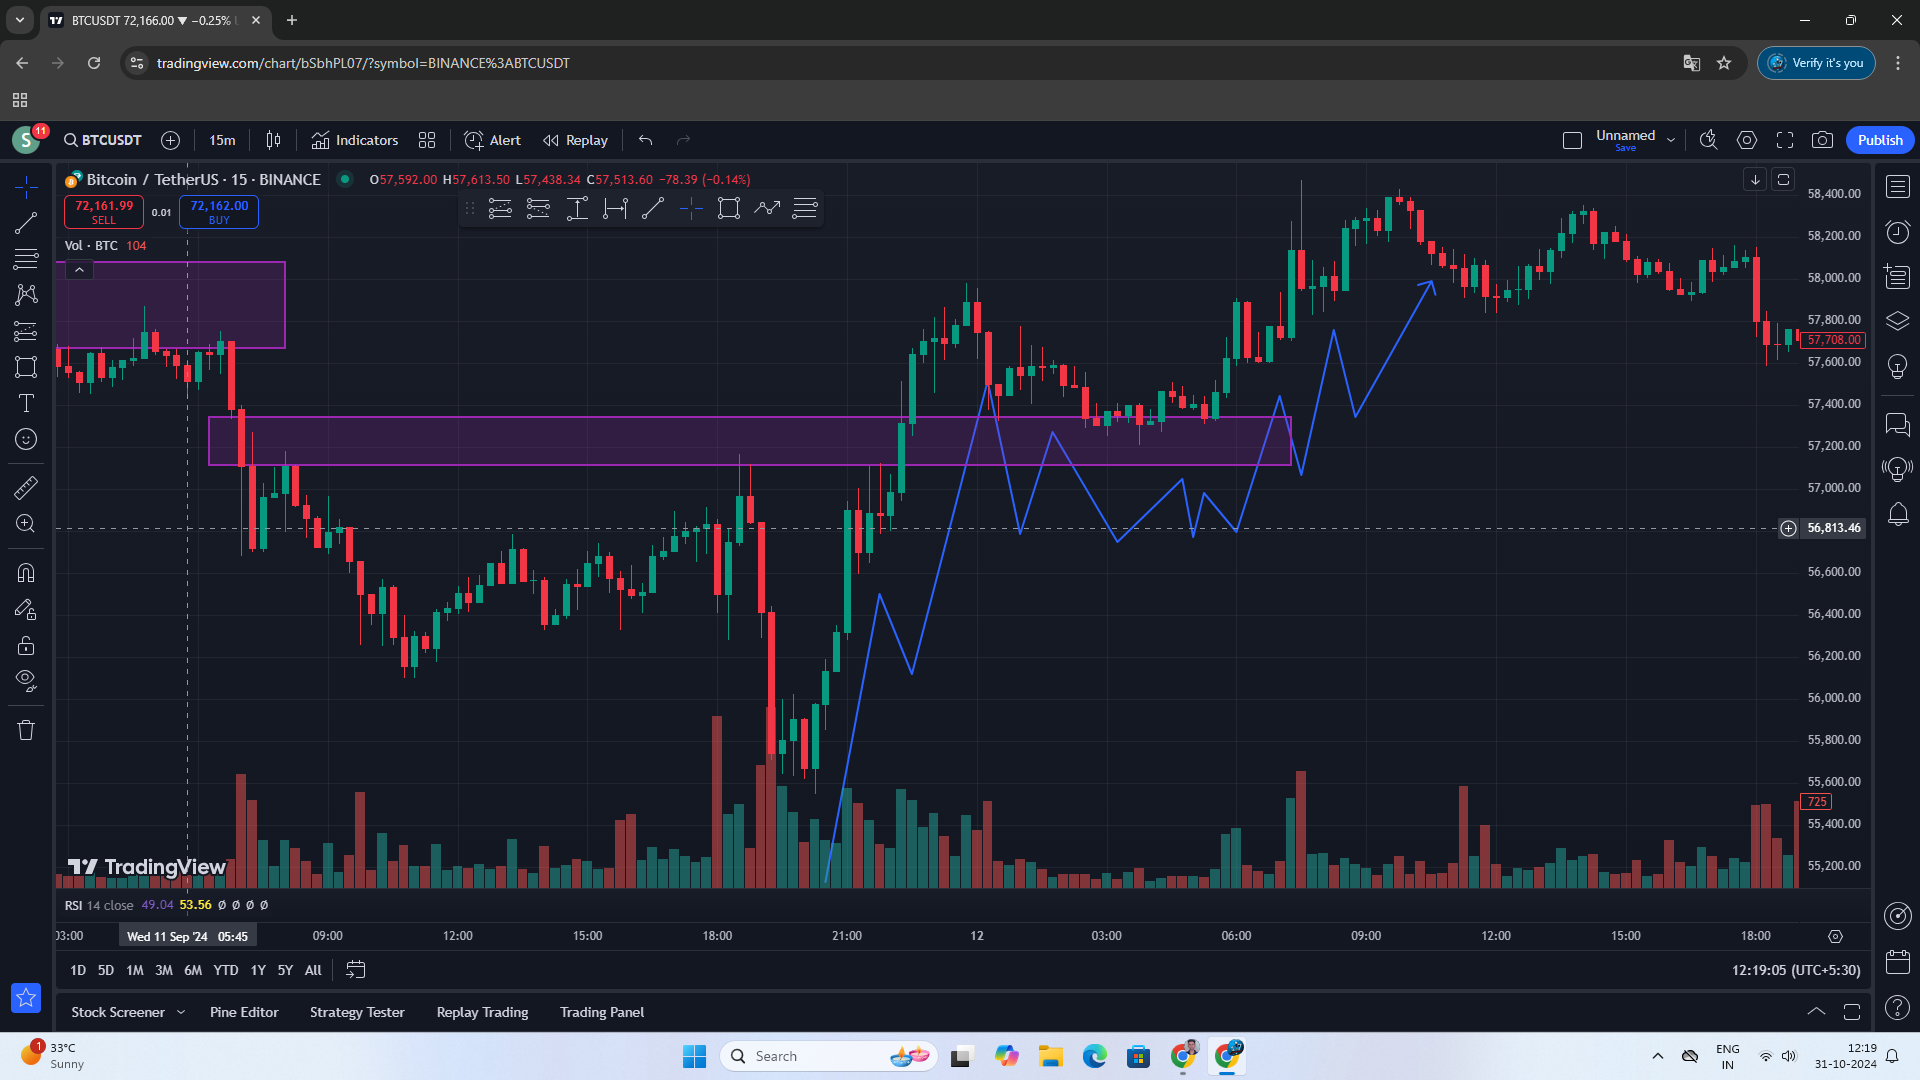 BTCUSDT 72,166.00 ▼ −0.25%
tradingview.com/chart/bSbhPL07/?symbol=BINANCE%3ABTCUSDT
Verify it's you
S 11 BTCUSDT 15m Indicators Alert Replay Unnamed Save Publish
Bitcoin / TetherUS · 15 · BINANCE O57,592.00 H57,613.50 L57,438.34 C57,513.60 −78.39 (−0.14%)
72,161.99 SELL 0.01 72,162.00 BUY
Vol · BTC 104
58,400.00
58,200.00
58,000.00
57,800.00
57,708.00
57,600.00
57,400.00
57,200.00
57,000.00
56,813.46
56,600.00
56,400.00
56,200.00
56,000.00
55,800.00
55,600.00
725
55,400.00
55,200.00
TradingView
RSI 14 close 49.04 53.56 Ø Ø Ø Ø
03:00 Wed 11 Sep '24 05:45 09:00 12:00 15:00 18:00 21:00 12 03:00 06:00 09:00 12:00 15:00 18:00
1D 5D 1M 3M 6M YTD 1Y 5Y All 12:19:05 (UTC+5:30)
Stock Screener Pine Editor Strategy Tester Replay Trading Trading Panel
1 33°C
Sunny
Search
ENG
IN
12:19
31-10-2024